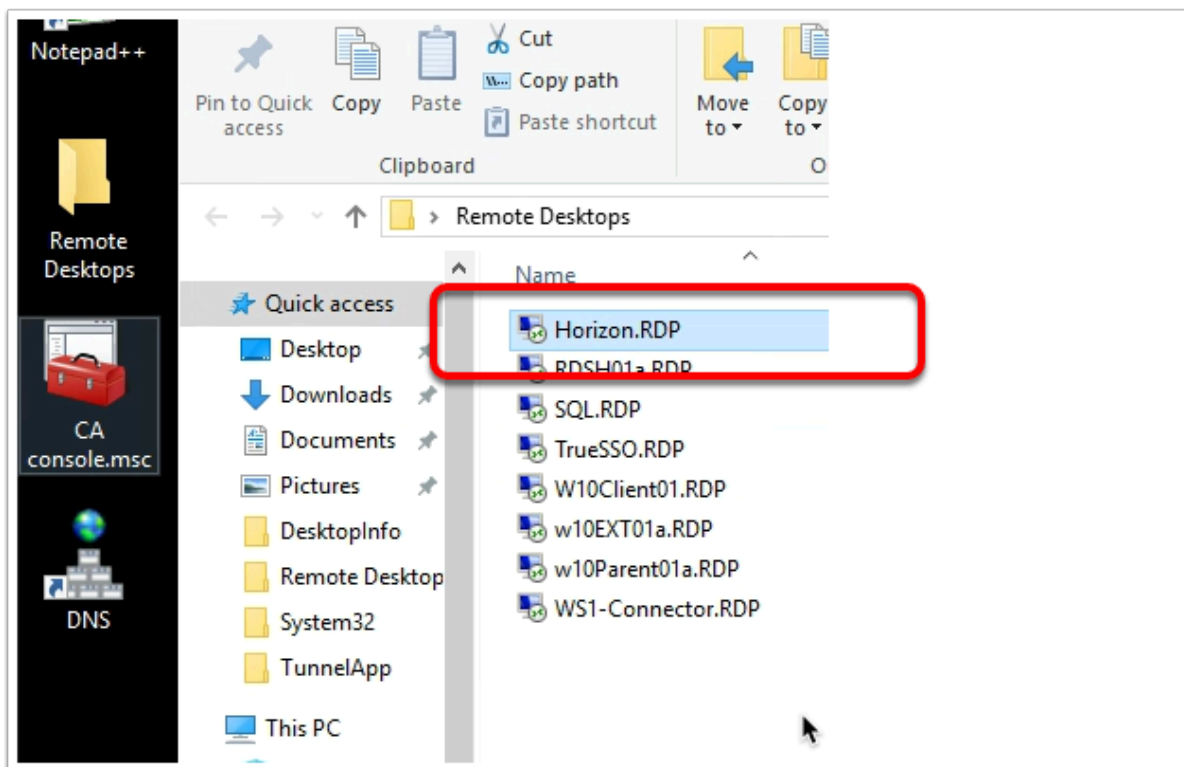 Notepad++
Remote
Desktops
CA
console.msc
DNS
Pin to Quick
access
Copy
Paste
Cut
Copy path
Paste shortcut
Clipboard
Move
to
Copy
to
O
Remote Desktops
Name
Quick access
Desktop
Downloads
Documents
Pictures
DesktopInfo
Remote Desktop
System32
TunnelApp
This PC
Horizon.RDP
RDSH01a.RDP
SQL.RDP
TrueSSO.RDP
W10Client01.RDP
w10EXT01a.RDP
w10Parent01a.RDP
WS1-Connector.RDP